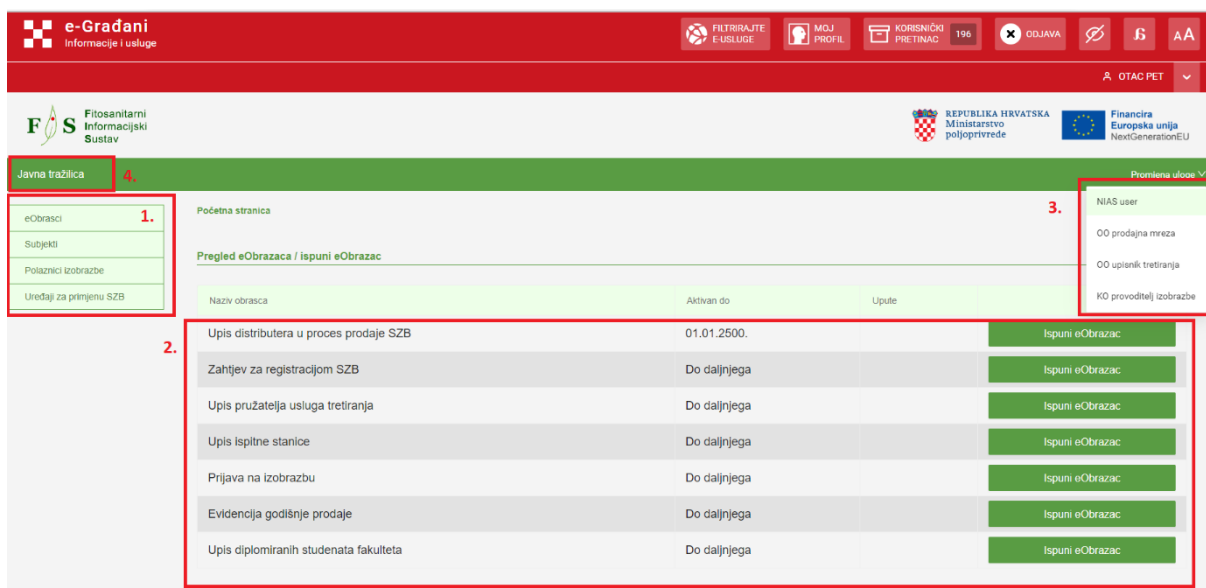 e-Građani
Informacije i usluge
FILTRIRAJTE
E-USLUGE
MOJ
PROFIL
KORISNIČKI
PRETINAC
196
ODJAVA
AA
OTAC PET
F S
Fitosanitarni
Informacijski
Sustav
REPUBLIKA HRVATSKA
Ministarstvo
poljoprivrede
Financira
Europska unija
NextGenerationEU
Javna tražilica
4.
Promjena uloge
1.
eObrasci
Subjekti
Polaznici izobrazbe
Uređaji za primjenu SZB
Početna stranica
3.
NIAS user
OO prodajna mreza
OO upisnik tretiranja
KO provoditelj izobrazbe
Pregled eObrazaca / ispuni eObrazac
Naziv obrasca Aktivan do Upute
2.
Upis distributera u proces prodaje SZB 01.01.2500. Ispuni eObrazac
Zahtjev za registracijom SZB Do daljnjega Ispuni eObrazac
Upis pružatelja usluga tretiranja Do daljnjega Ispuni eObrazac
Upis ispitne stanice Do daljnjega Ispuni eObrazac
Prijava na izobrazbu Do daljnjega Ispuni eObrazac
Evidencija godišnje prodaje Do daljnjega Ispuni eObrazac
Upis diplomiranih studenata fakulteta Do daljnjega Ispuni eObrazac